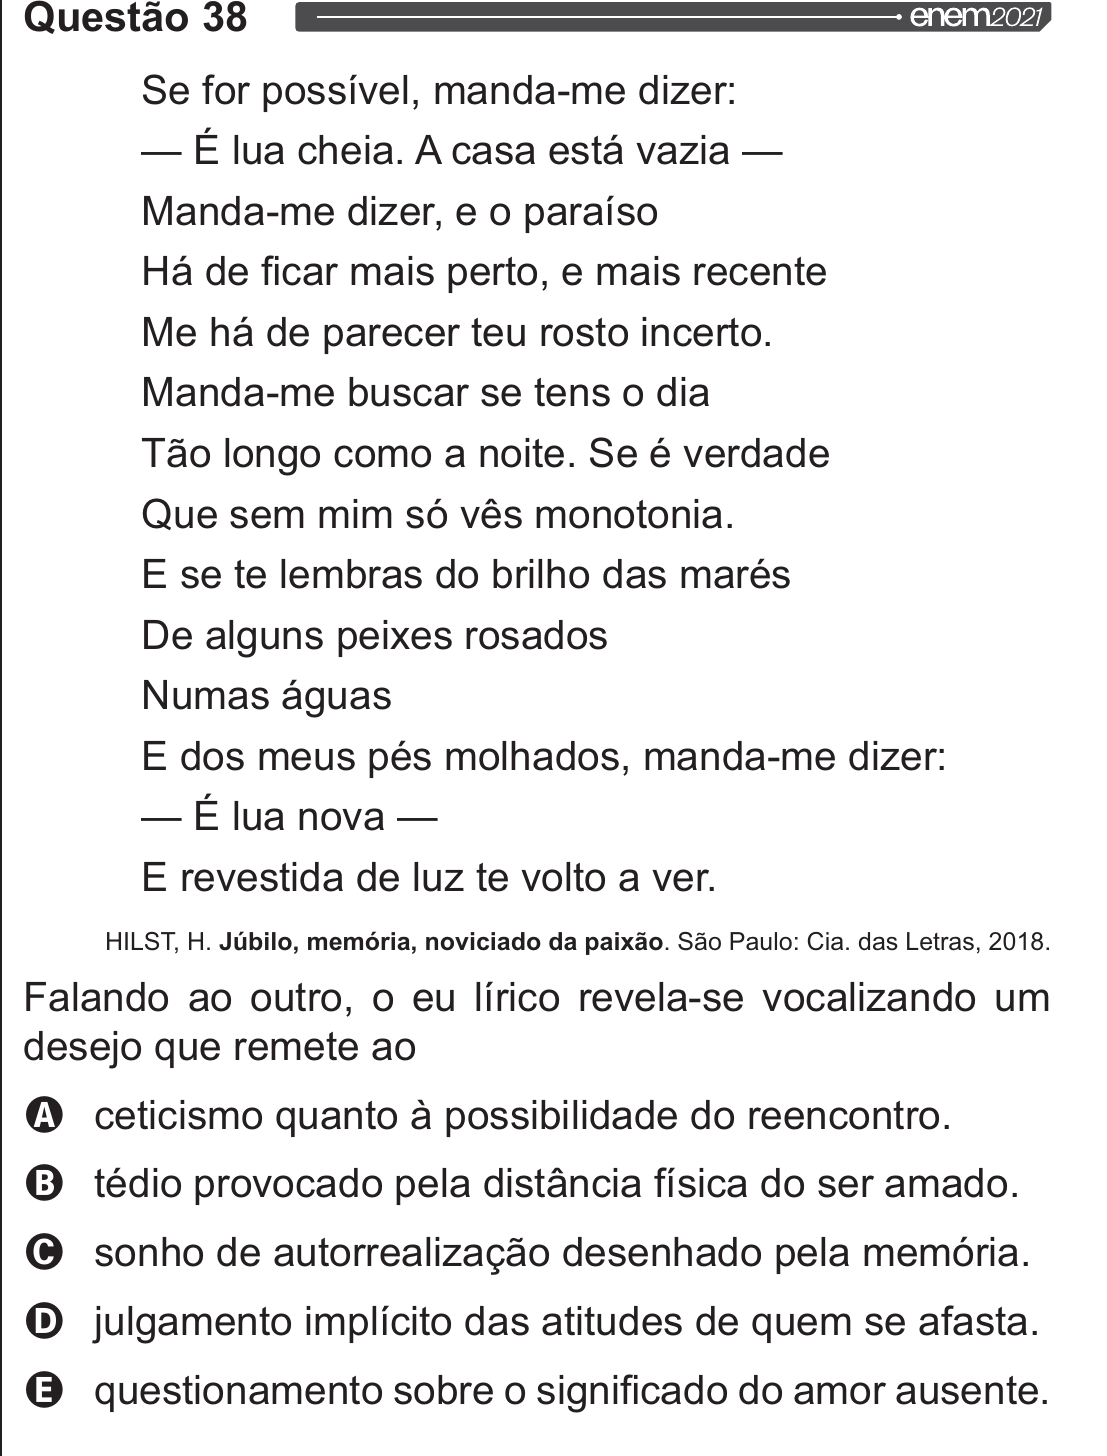 Questão 38
enem2021
Se for possível, manda-me dizer:
— É lua cheia. A casa está vazia —
Manda-me dizer, e o paraíso
Há de ficar mais perto, e mais recente
Me há de parecer teu rosto incerto.
Manda-me buscar se tens o dia
Tão longo como a noite. Se é verdade
Que sem mim só vês monotonia.
E se te lembras do brilho das marés
De alguns peixes rosados
Numas águas
E dos meus pés molhados, manda-me dizer:
— É lua nova —
E revestida de luz te volto a ver.
HILST, H. Júbilo, memória, noviciado da paixão. São Paulo: Cia. das Letras, 2018.
Falando ao outro, o eu lírico revela-se vocalizando um
desejo que remete ao
A ceticismo quanto à possibilidade do reencontro.
B tédio provocado pela distância física do ser amado.
C sonho de autorrealização desenhado pela memória.
D julgamento implícito das atitudes de quem se afasta.
E questionamento sobre o significado do amor ausente.